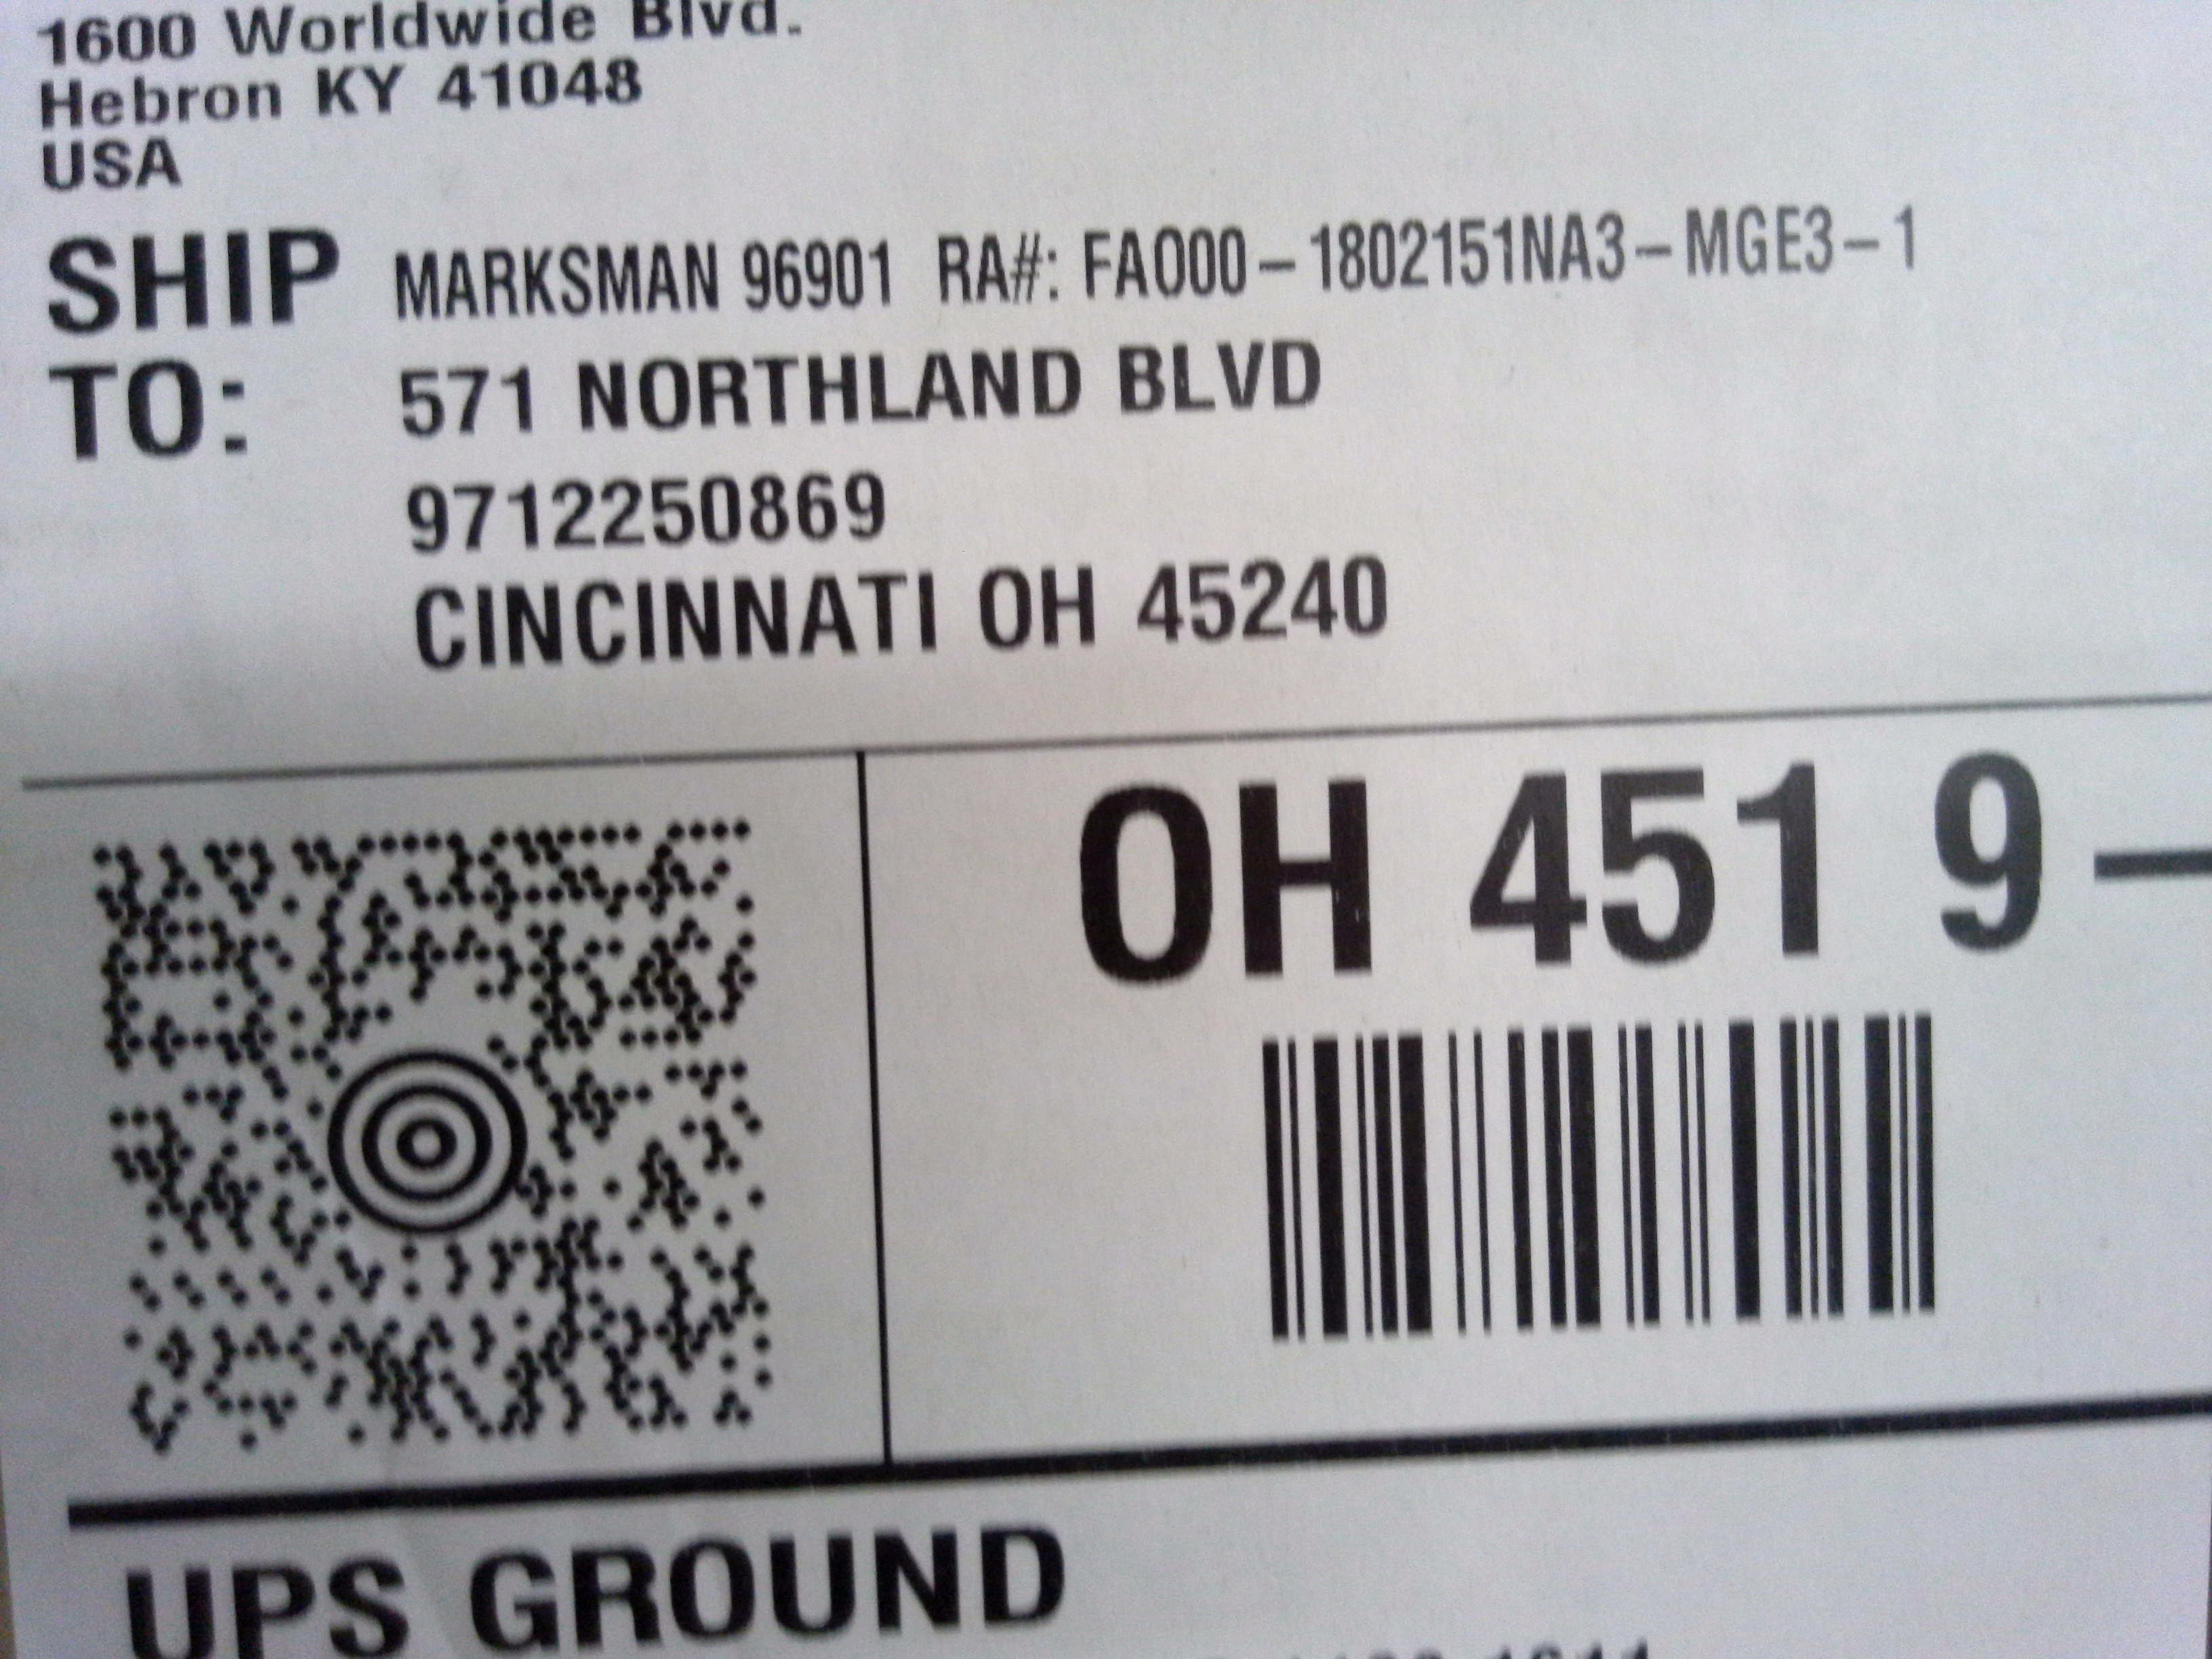 1600 Worldwide Blvd.
Hebron KY 41048
USA
SHIP TO:
MARKSMAN 96901 RA#: FA000-1802151NA3-MGE3-1
571 NORTHLAND BLVD
9712250869
CINCINNATI OH 45240
OH 451 9-
UPS GROUND